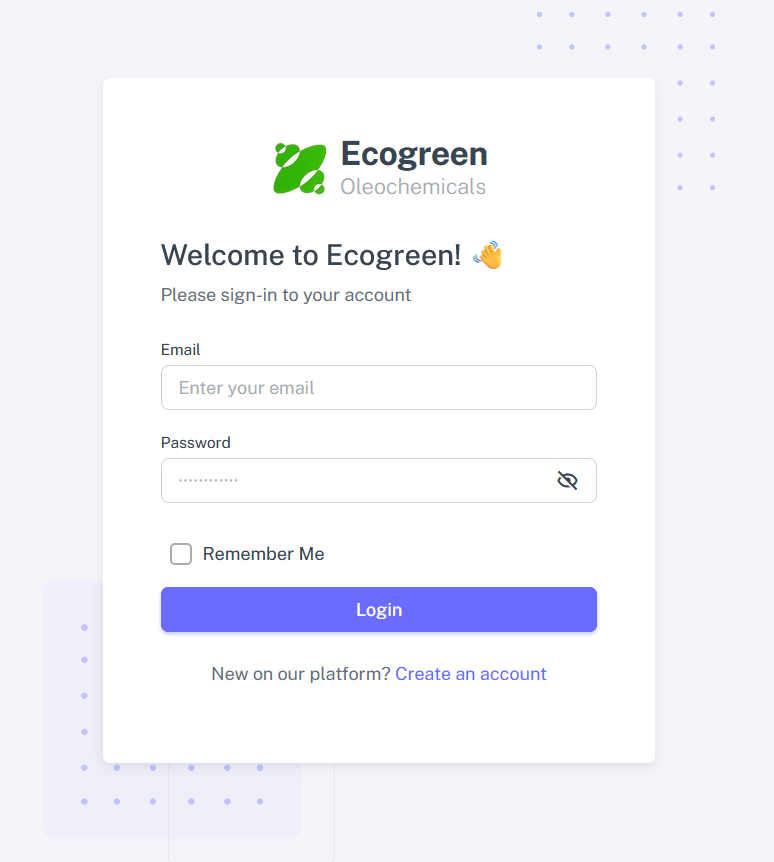 Ecogreen
Oleochemicals
Welcome to Ecogreen! 👋
Please sign-in to your account
Email
Enter your email
Password
············
Remember Me
Login
New on our platform? Create an account